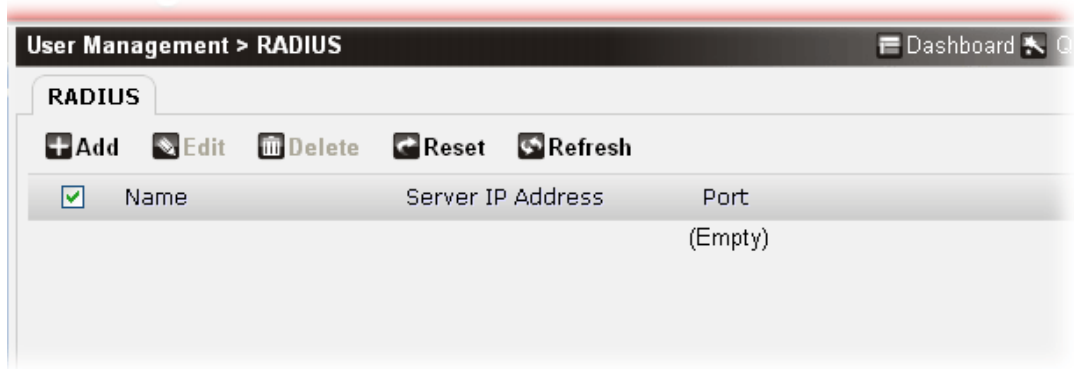 User Management > RADIUS Dashboard Q
RADIUS
Add Edit Delete Reset Refresh
Name Server IP Address Port
(Empty)